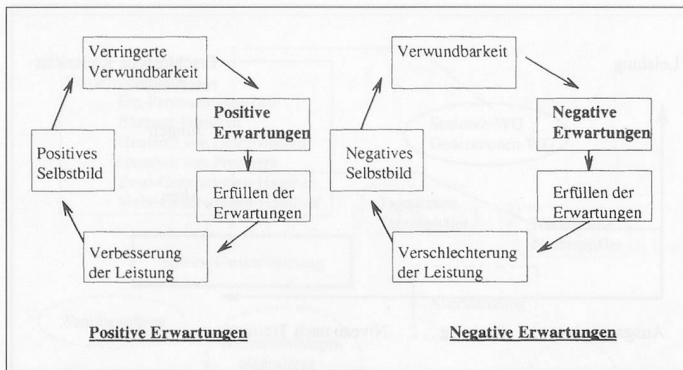 Verringerte
Verwundbarkeit
Positive
Erwartungen
Erfüllen der
Erwartungen
Verbesserung
der Leistung
Positives
Selbstbild
Positive Erwartungen
Verwundbarkeit
Negative
Erwartungen
Erfüllen der
Erwartungen
Verschlechterung
der Leistung
Negatives
Selbstbild
Negative Erwartungen